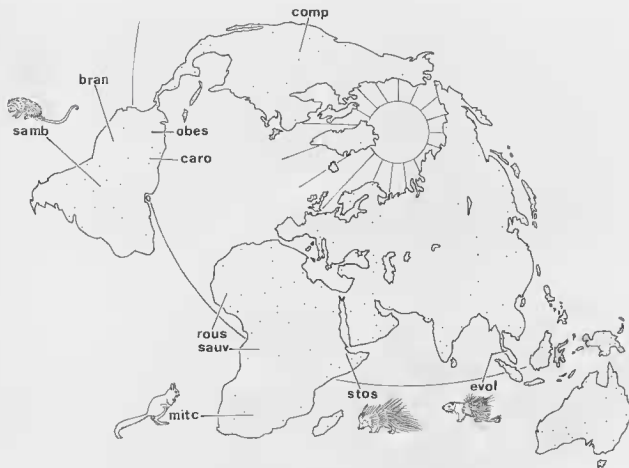 comp
bran
samb
obes
caro
rous
sauv
stos
evol
mitc